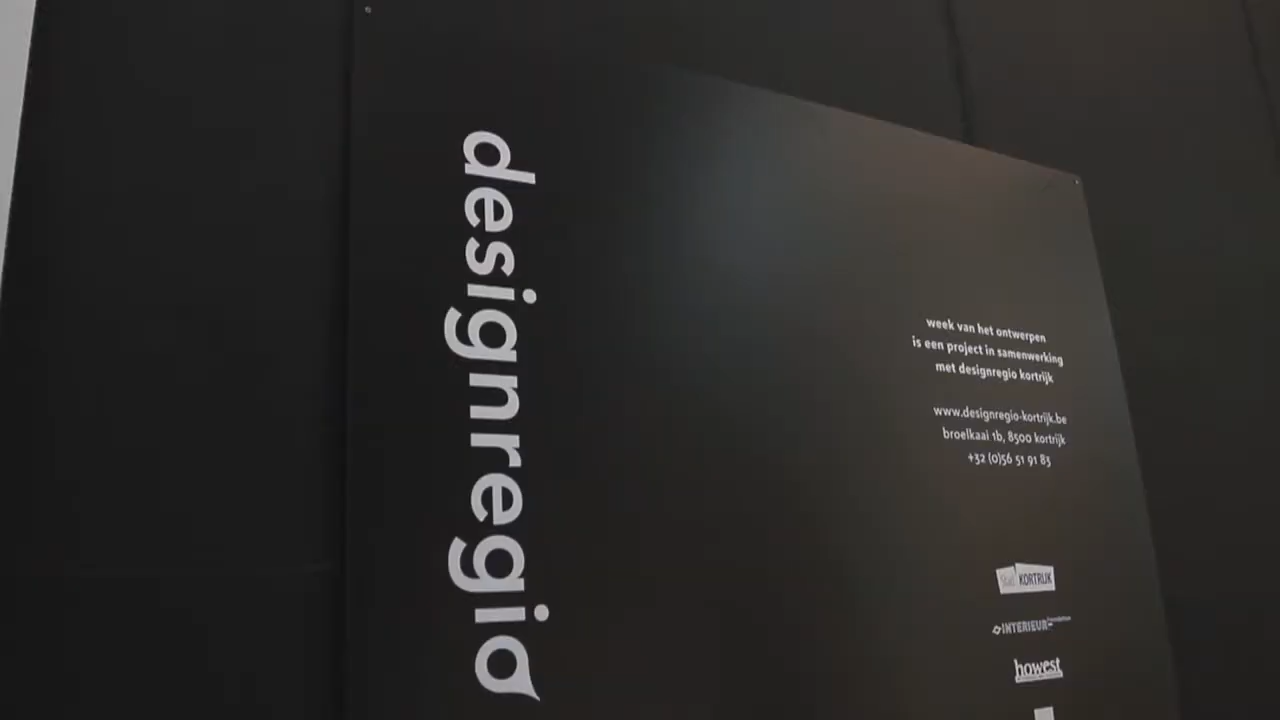 designregio
week van het ontwerpen
is een project in samenwerking
met designregio kortrijk
www.designregio-kortrijk.be
broelkaai 1b, 8500 kortrijk
+32 (0)56 51 91 83
Stad KORTRIJK
INTERIEUR
howest